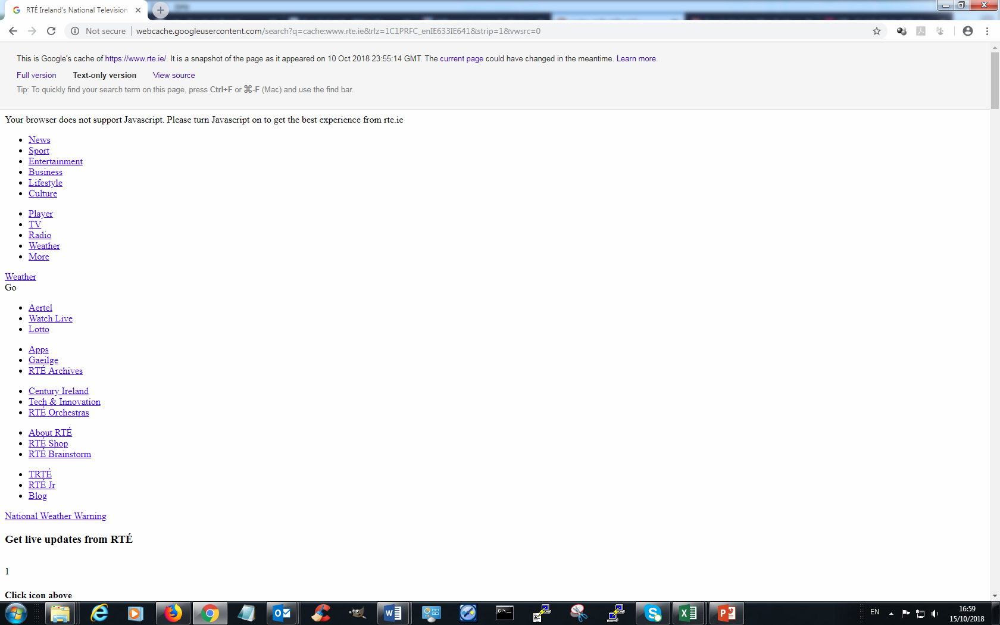 RTÉ Ireland's National Television
Not secure
webcache.googleusercontent.com/search?q=cache:www.rte.ie&rlz=1C1PRFC_enIE633IE641&strip=1&vwsrc=0
This is Google's cache of https://www.rte.ie/. It is a snapshot of the page as it appeared on 10 Oct 2018 23:55:14 GMT. The current page could have changed in the meantime. Learn more.
Full version Text-only version View source
Tip: To quickly find your search term on this page, press Ctrl+F or ⌘-F (Mac) and use the find bar.
Your browser does not support Javascript. Please turn Javascript on to get the best experience from rte.ie
News
Sport
Entertainment
Business
Lifestyle
Culture
Player
TV
Radio
Weather
More
Weather
Go
Aertel
Watch Live
Lotto
Apps
Gaeilge
RTÉ Archives
Century Ireland
Tech & Innovation
RTÉ Orchestras
About RTÉ
RTÉ Shop
RTÉ Brainstorm
TRTÉ
RTÉ Jr
Blog
National Weather Warning
Get live updates from RTÉ
1
Click icon above
EN
16:59
15/10/2018